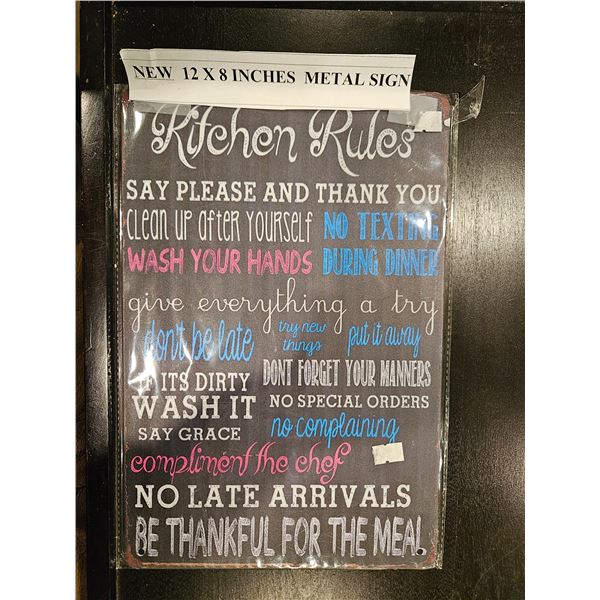 NEW 12 X 8 INCHES METAL SIGN
Kitchen Rules
SAY PLEASE AND THANK YOU
CLEAN UP AFTER YOURSELF
NO TEXTING
DURING DINNER
WASH YOUR HANDS
give everything a try
don't be late
try new
things
put it away
IF ITS DIRTY
WASH IT
DONT FORGET YOUR MANNERS
NO SPECIAL ORDERS
SAY GRACE
no complaining
compliment the chef
NO LATE ARRIVALS
BE THANKFUL FOR THE MEAL